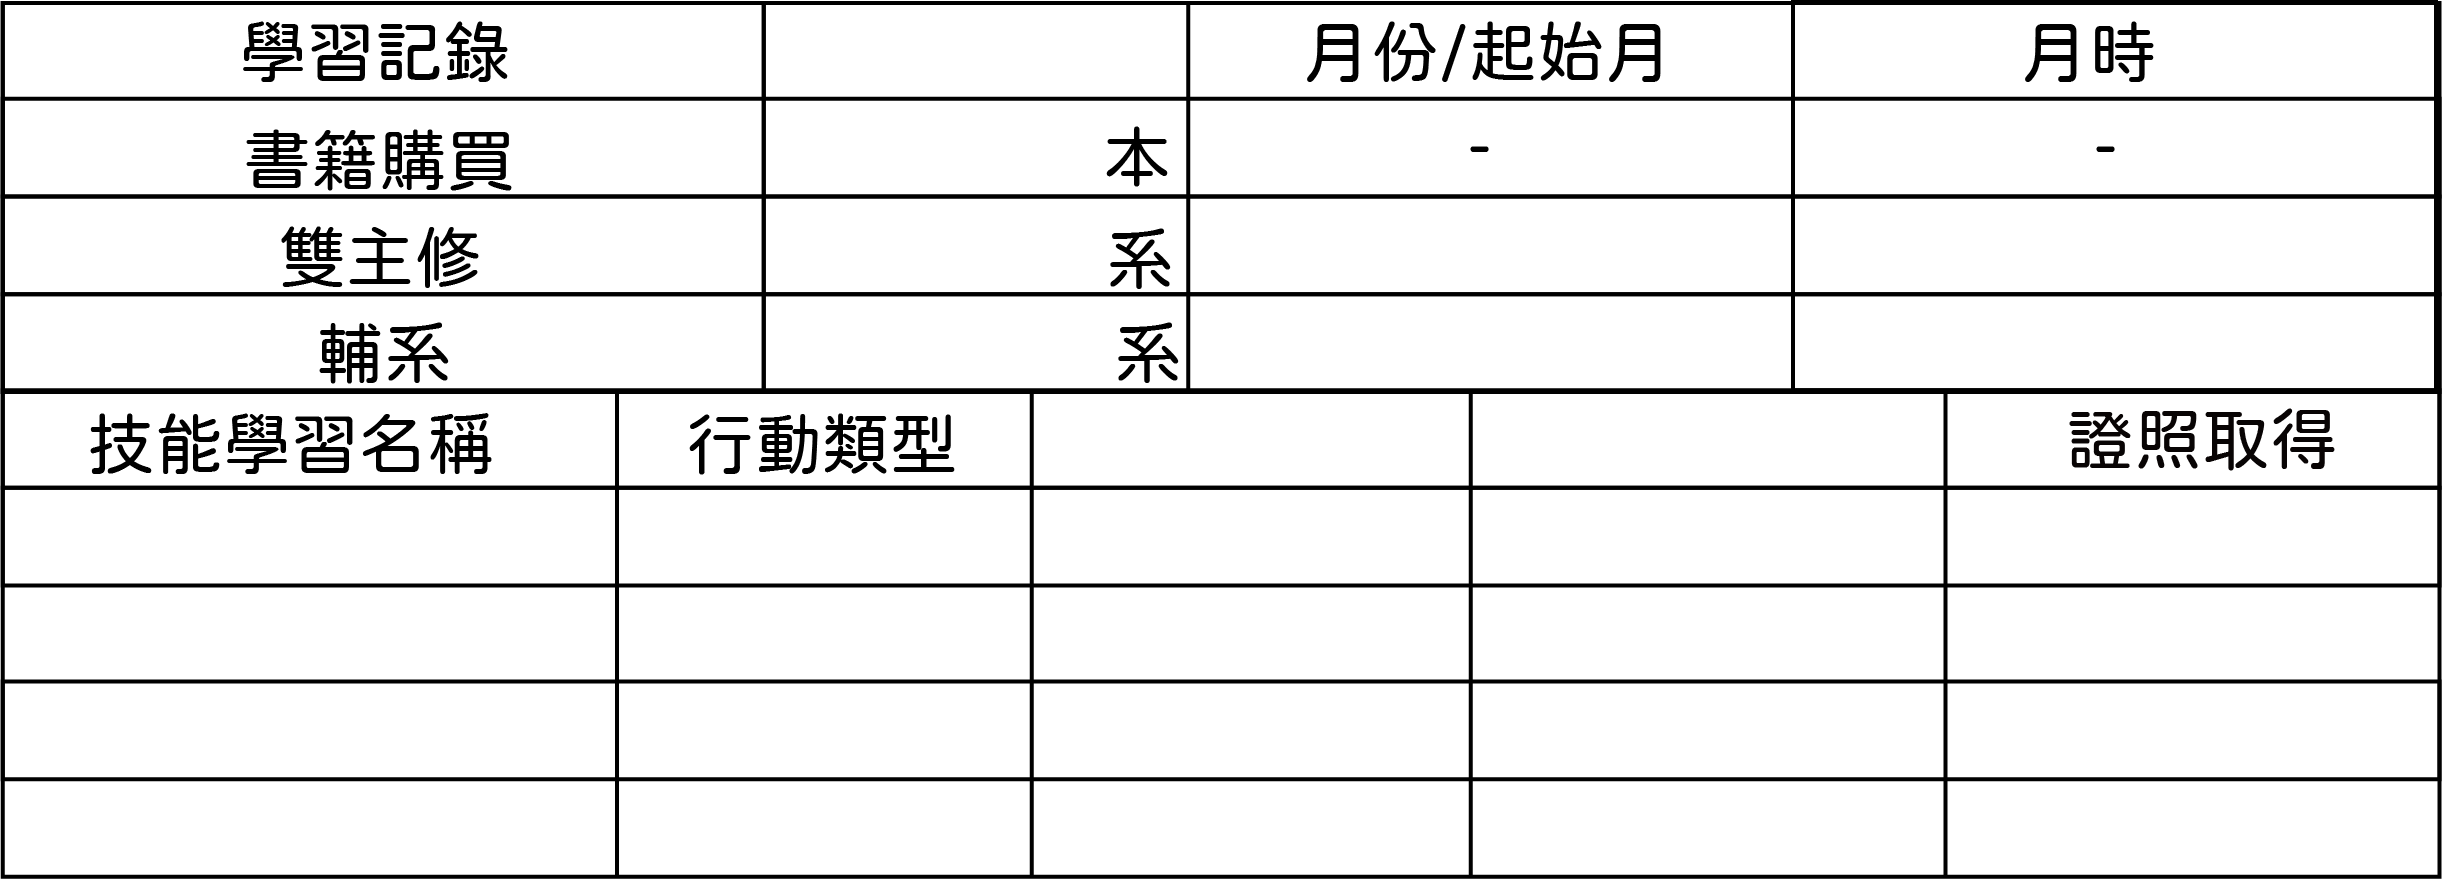 學習記錄 月份/起始月 月時
書籍購買 本 - -
雙主修 系
輔系 系
技能學習名稱 行動類型 證照取得